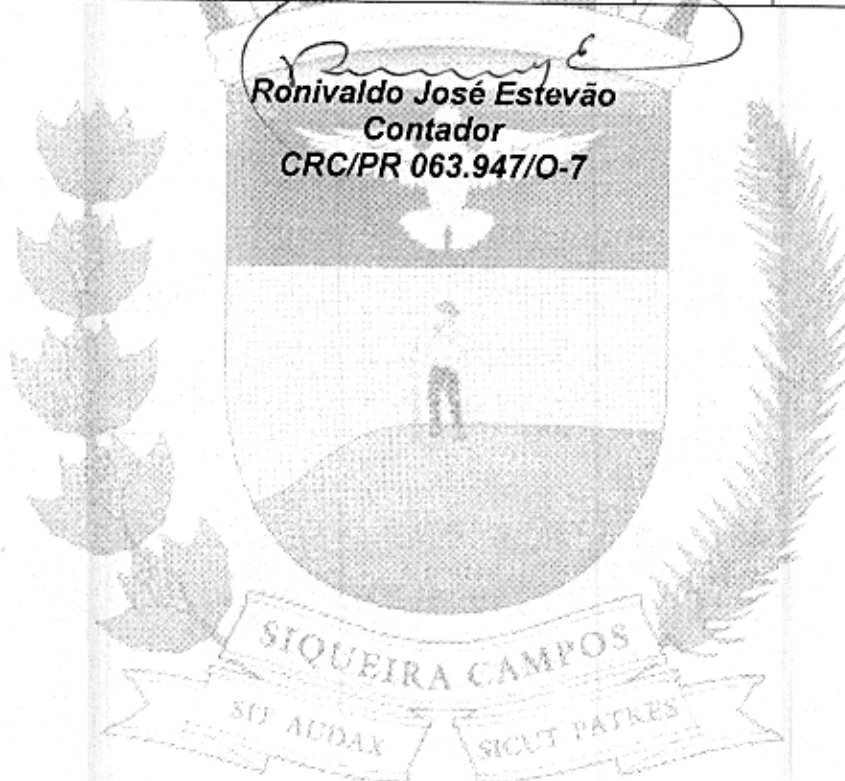 Ronivaldo José Estevão
Contador
CRC/PR 063.947/O-7
SIQUEIRA CAMPOS
SIT AUDAX
SICUT PATRES